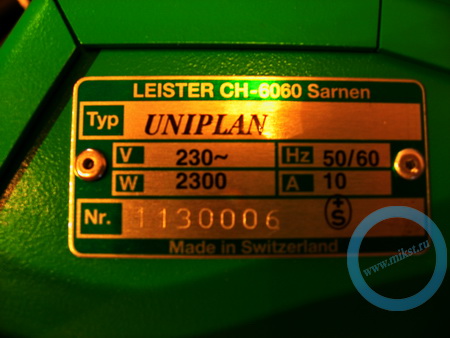 LEISTER CH-6060 Sarnen
Typ UNIPLAN
V 230~ Hz 50/60
W 2300 A 10
Nr. 1130006 +S
Made in Switzerland
www.mikst.ru